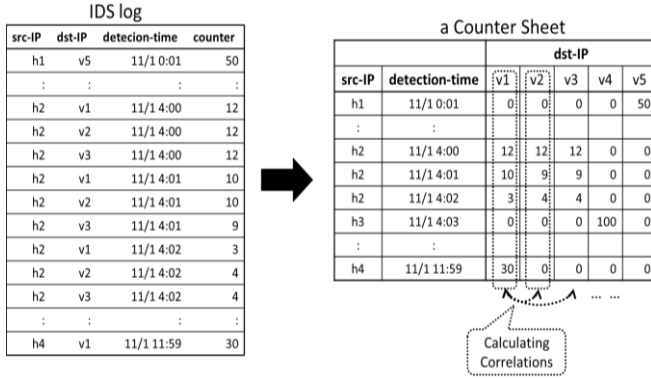 IDS log
src-IP dst-IP detecion-time counter
h1 v5 11/1 0:01 50
: : : :
h2 v1 11/1 4:00 12
h2 v2 11/1 4:00 12
h2 v3 11/1 4:00 12
h2 v1 11/1 4:01 10
h2 v2 11/1 4:01 10
h2 v3 11/1 4:01 9
h2 v1 11/1 4:02 3
h2 v2 11/1 4:02 4
h2 v3 11/1 4:02 4
: : : :
h4 v1 11/1 11:59 30
a Counter Sheet
dst-IP
src-IP detection-time v1 v2 v3 v4 v5
h1 11/1 0:01 0 0 0 0 50
: :
h2 11/1 4:00 12 12 12 0 0
h2 11/1 4:01 10 9 9 0 0
h2 11/1 4:02 3 4 4 0 0
h3 11/1 4:03 0 0 0 100 0
: :
h4 11/1 11:59 30 0 0 0 0
... ...
Calculating
Correlations